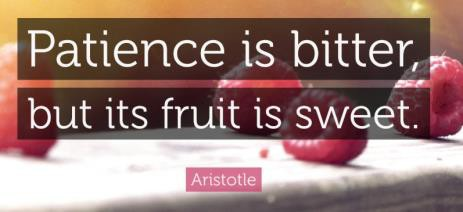 Patience is bitter,
but its fruit is sweet.
Aristotle